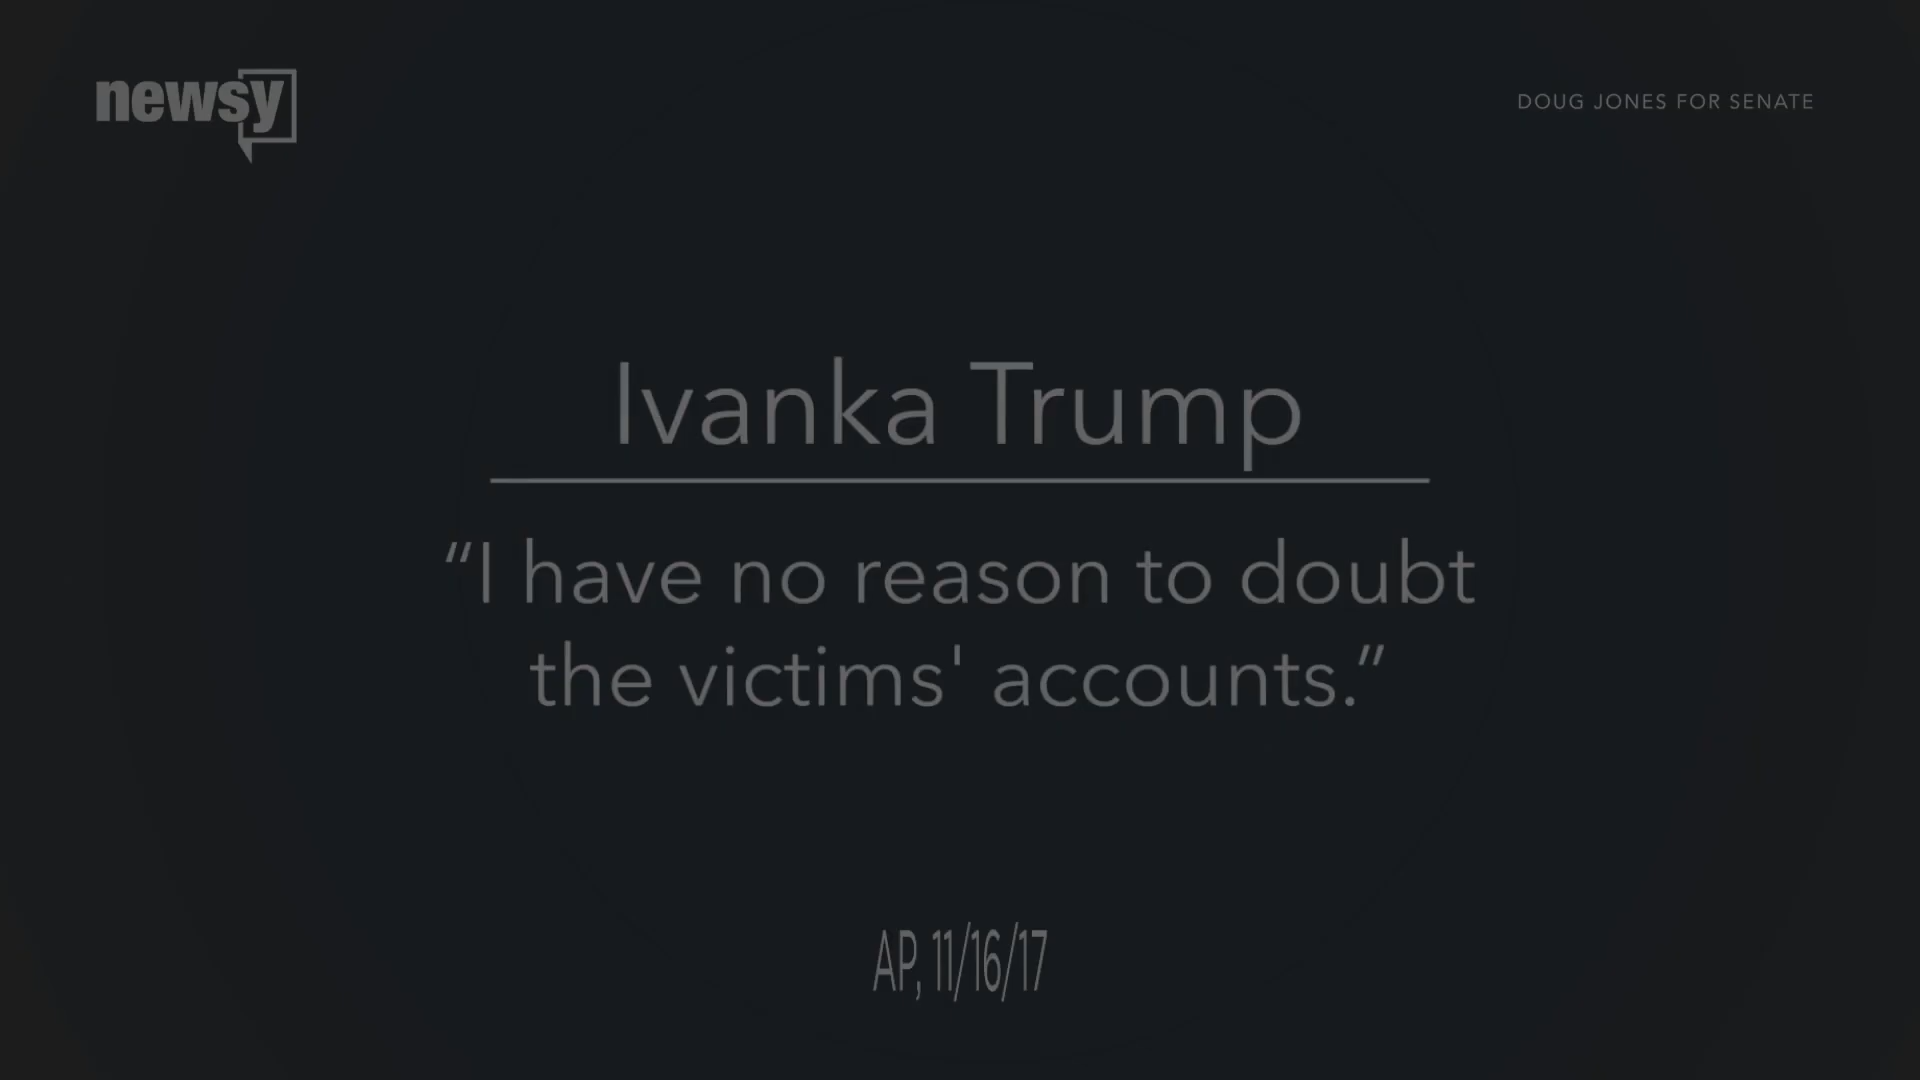 newsy
DOUG JONES FOR SENATE
Ivanka Trump
“I have no reason to doubt
the victims' accounts.”
AP, 11/16/17